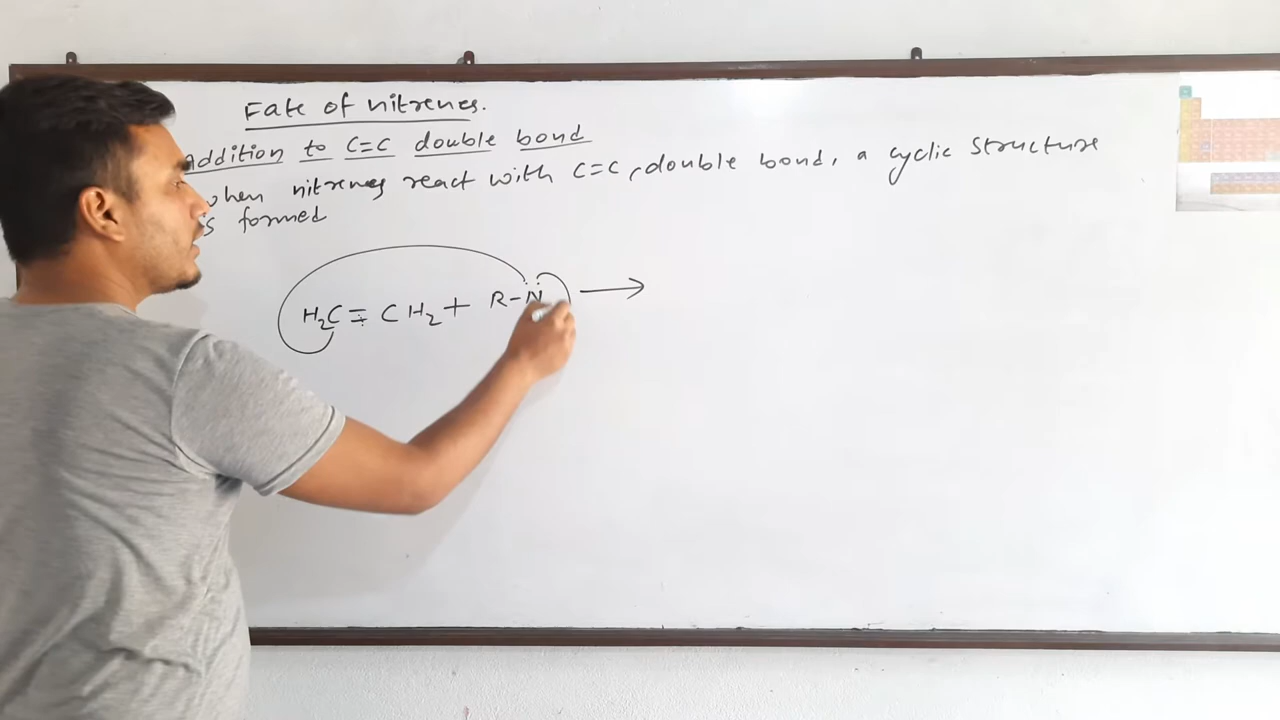 Fate of nitrenes.
Addition to C=C double bond
when nitrenes react with C=C, double bond, a cyclic structure
is formed
H₂C = CH₂ + R-N̈ →